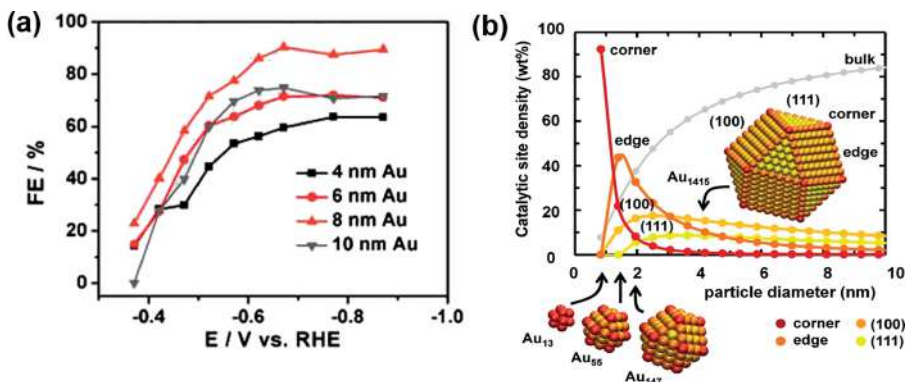 (a)
100
80
60
40
20
0
FE / %
-0.4
-0.6
-0.8
-1.0
E / V vs. RHE
4 nm Au
6 nm Au
8 nm Au
10 nm Au
(b)
100
80
60
40
20
0
Catalytic site density (wt%)
0
2
4
6
8
10
particle diameter (nm)
corner
bulk
(111)
(100)
corner
edge
edge
Au1415
(100)
(111)
Au13
Au55
Au147
corner
(100)
edge
(111)